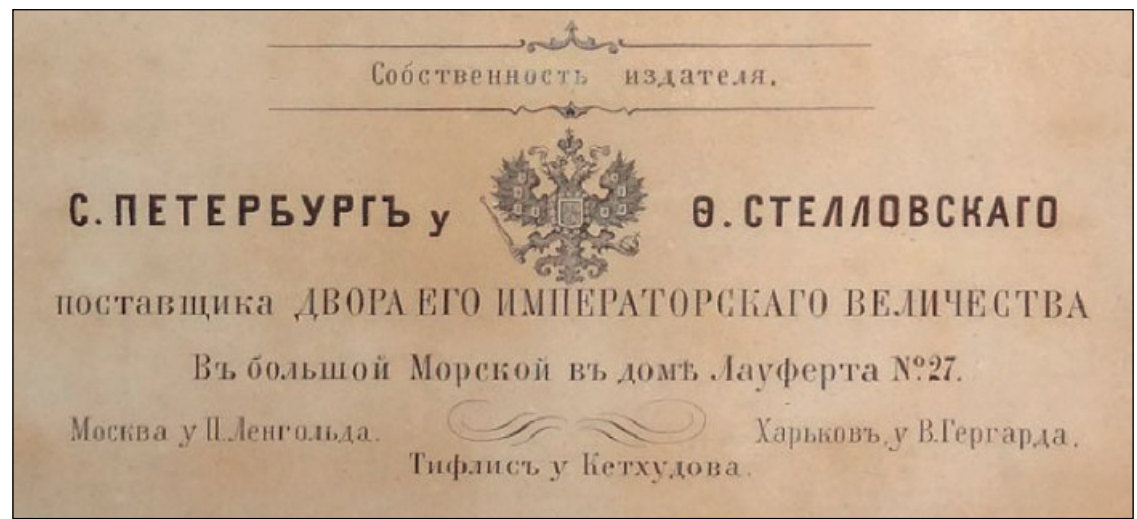 Собственность издателя.
С. ПЕТЕРБУРГЪ у Ѳ. СТЕЛЛОВСКАГО
поставщика ДВОРА ЕГО ИМПЕРАТОРСКАГО ВЕЛИЧЕСТВА
Въ большой Морской въ домѣ Лауферта №27.
Москва у П.Ленгольда. Харьковъ, у В.Гергарда.
Тифлисъ у Кетхудова.